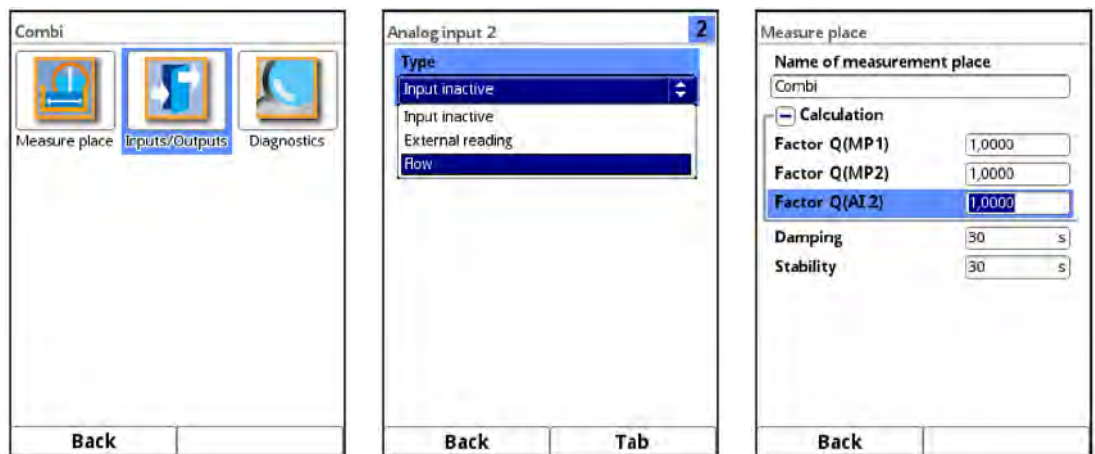 Combi
Measure place
Inputs/Outputs
Diagnostics
Back
Analog input 2
2
Type
Input inactive
Input inactive
External reading
Flow
Back Tab
Measure place
Name of measurement place
Combi
Calculation
Factor Q(MP1) 1,0000
Factor Q(MP2) 1,0000
Factor Q(AI 2) 1,0000
Damping 30 s
Stability 30 s
Back